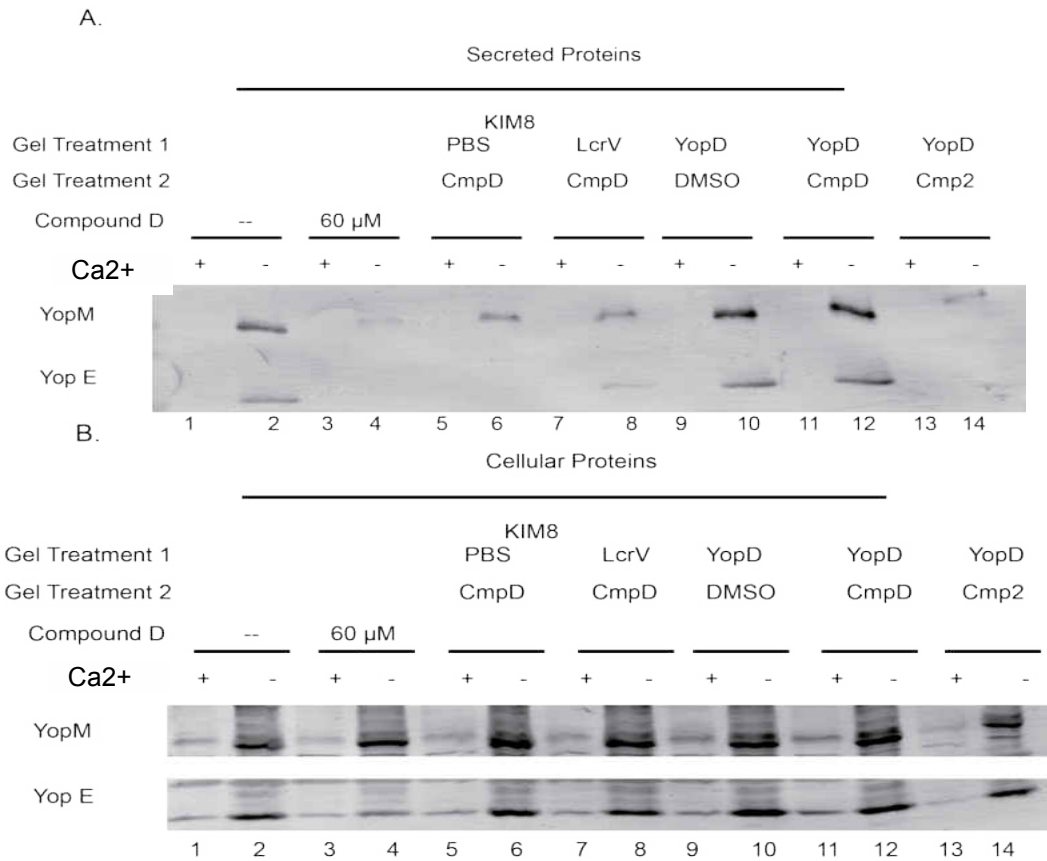 A.
Secreted Proteins
KIM8
Gel Treatment 1 PBS LcrV YopD YopD YopD
Gel Treatment 2 CmpD CmpD DMSO CmpD Cmp2
Compound D -- 60 µM
Ca2+ + - + - + - + - + - + - + -
YopM
Yop E
1 2 3 4 5 6 7 8 9 10 11 12 13 14
B.
Cellular Proteins
KIM8
Gel Treatment 1 PBS LcrV YopD YopD YopD
Gel Treatment 2 CmpD CmpD DMSO CmpD Cmp2
Compound D -- 60 µM
Ca2+ + - + - + - + - + - + - + -
YopM
Yop E
1 2 3 4 5 6 7 8 9 10 11 12 13 14